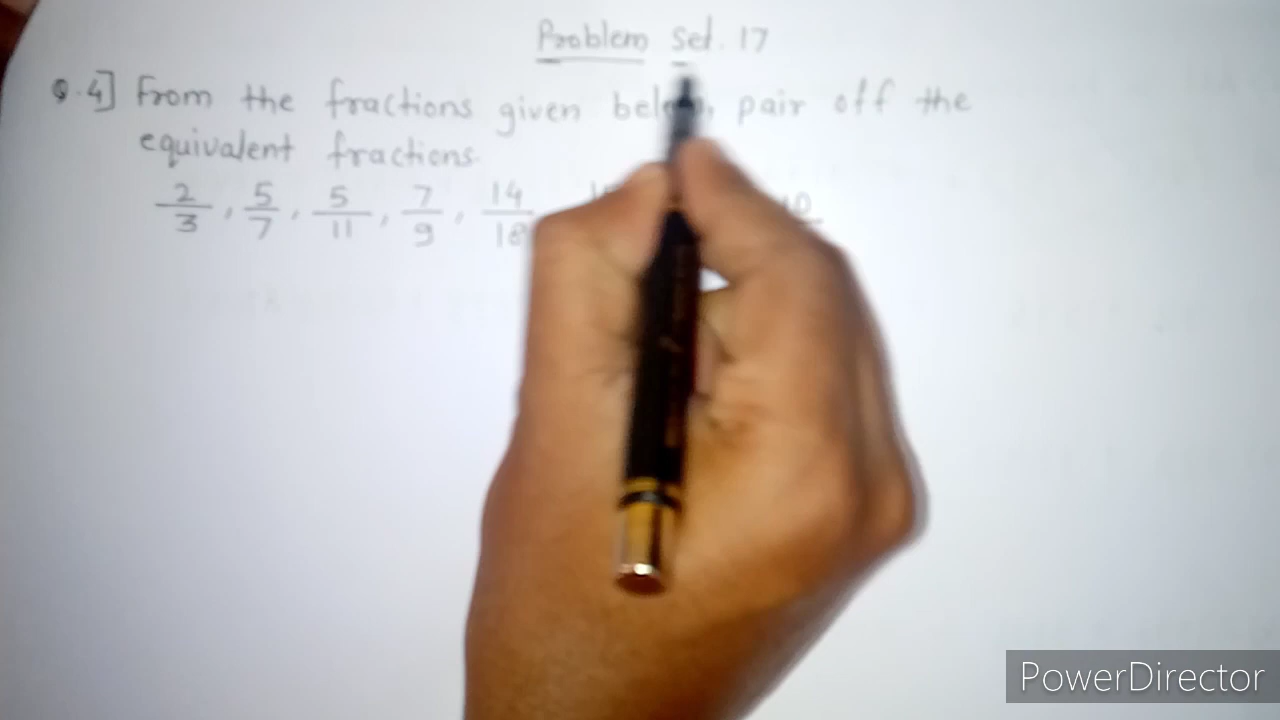 Problem Set. 17
Q.4] From the fractions given pair off the
equivalent fractions
2/3, 5/7, 5/11, 7/9, 14/18
PowerDirector